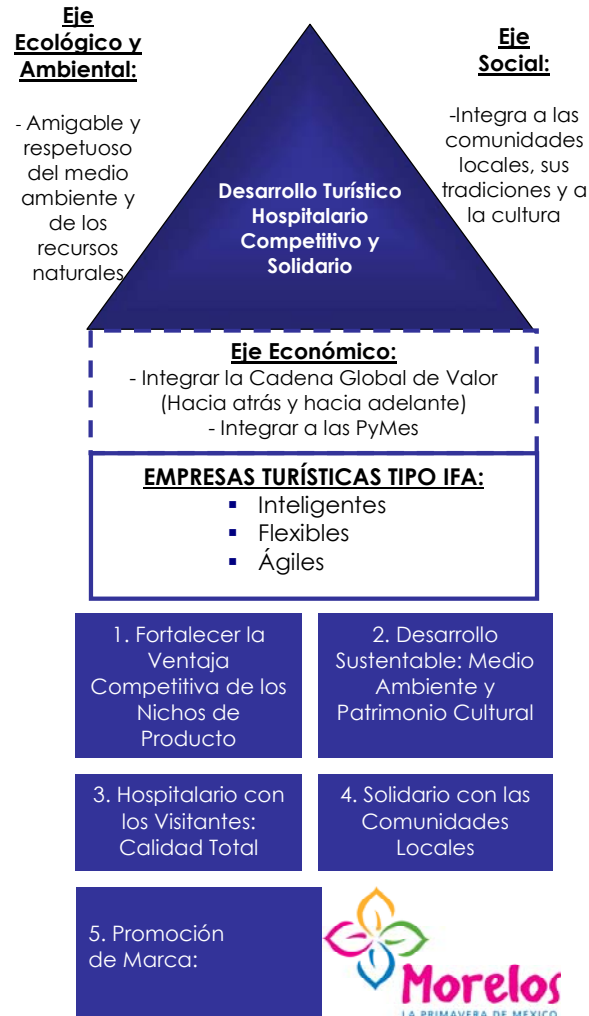 Eje
Ecológico y
Ambiental:
- Amigable y
respetuoso
del medio
ambiente y
de los
recursos
naturales
Eje
Social:
-Integra a las
comunidades
locales, sus
tradiciones y a
la cultura
Desarrollo Turístico
Hospitalario
Competitivo y
Solidario
Eje Económico:
- Integrar la Cadena Global de Valor
(Hacia atrás y hacia adelante)
- Integrar a las PyMes
EMPRESAS TURÍSTICAS TIPO IFA:
▪ Inteligentes
▪ Flexibles
▪ Ágiles
1. Fortalecer la
Ventaja
Competitiva de los
Nichos de
Producto
2. Desarrollo
Sustentable: Medio
Ambiente y
Patrimonio Cultural
3. Hospitalario con
los Visitantes:
Calidad Total
4. Solidario con las
Comunidades
Locales
5. Promoción
de Marca:
Morelos
LA PRIMAVERA DE MEXICO